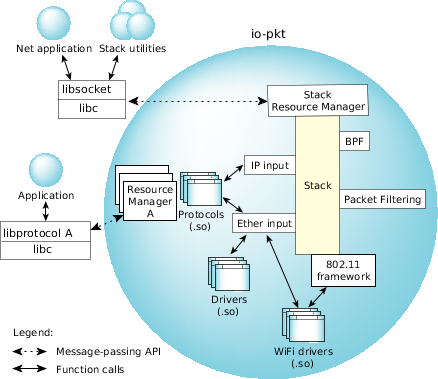 io-pkt
Net application
Stack utilities
libsocket
libc
Stack
Resource Manager
BPF
IP input
Stack
Packet Filtering
Application
Resource
Manager
A
Protocols
(.so)
Ether input
libprotocol A
libc
802.11
framework
Drivers
(.so)
WiFi drivers
(.so)
Legend:
Message-passing API
Function calls